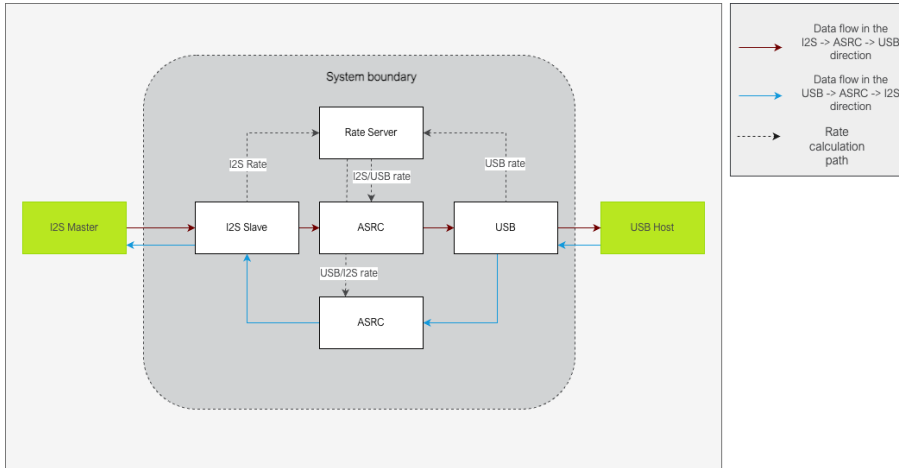 System boundary
Rate Server
I2S Rate
USB rate
I2S/USB rate
I2S Master
I2S Slave
ASRC
USB
USB Host
USB/I2S rate
ASRC
Data flow in the
I2S -> ASRC -> USB
direction
Data flow in the
USB -> ASRC -> I2S
direction
Rate
calculation
path